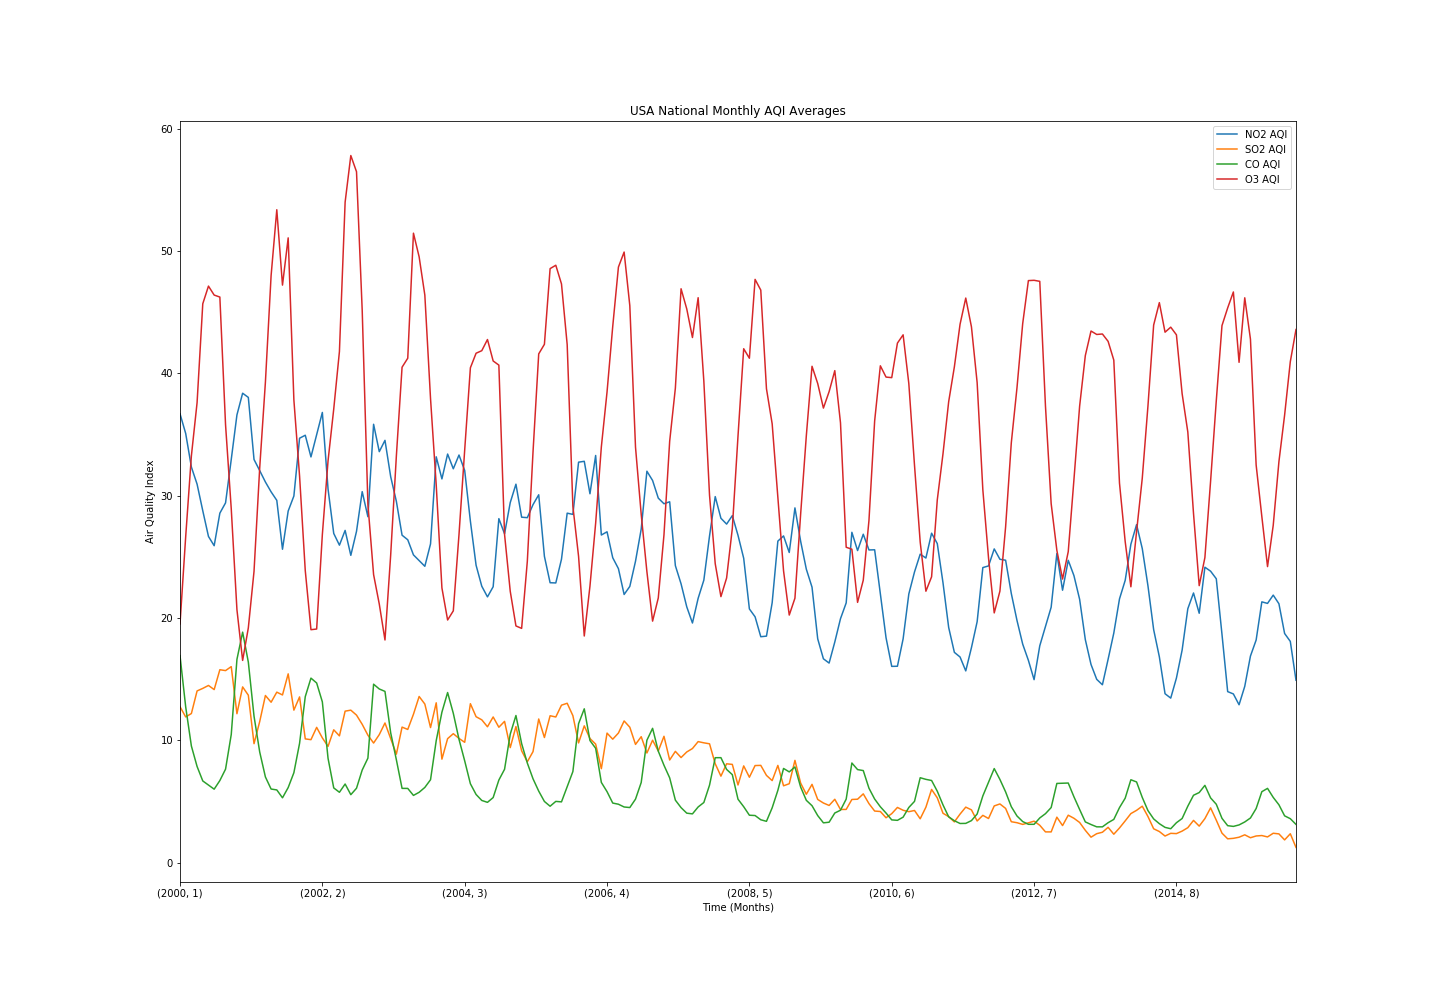 USA National Monthly AQI Averages
NO2 AQI
SO2 AQI
CO AQI
O3 AQI
Air Quality Index
60
50
40
30
20
10
0
(2000, 1)
(2002, 2)
(2004, 3)
(2006, 4)
(2008, 5)
(2010, 6)
(2012, 7)
(2014, 8)
Time (Months)